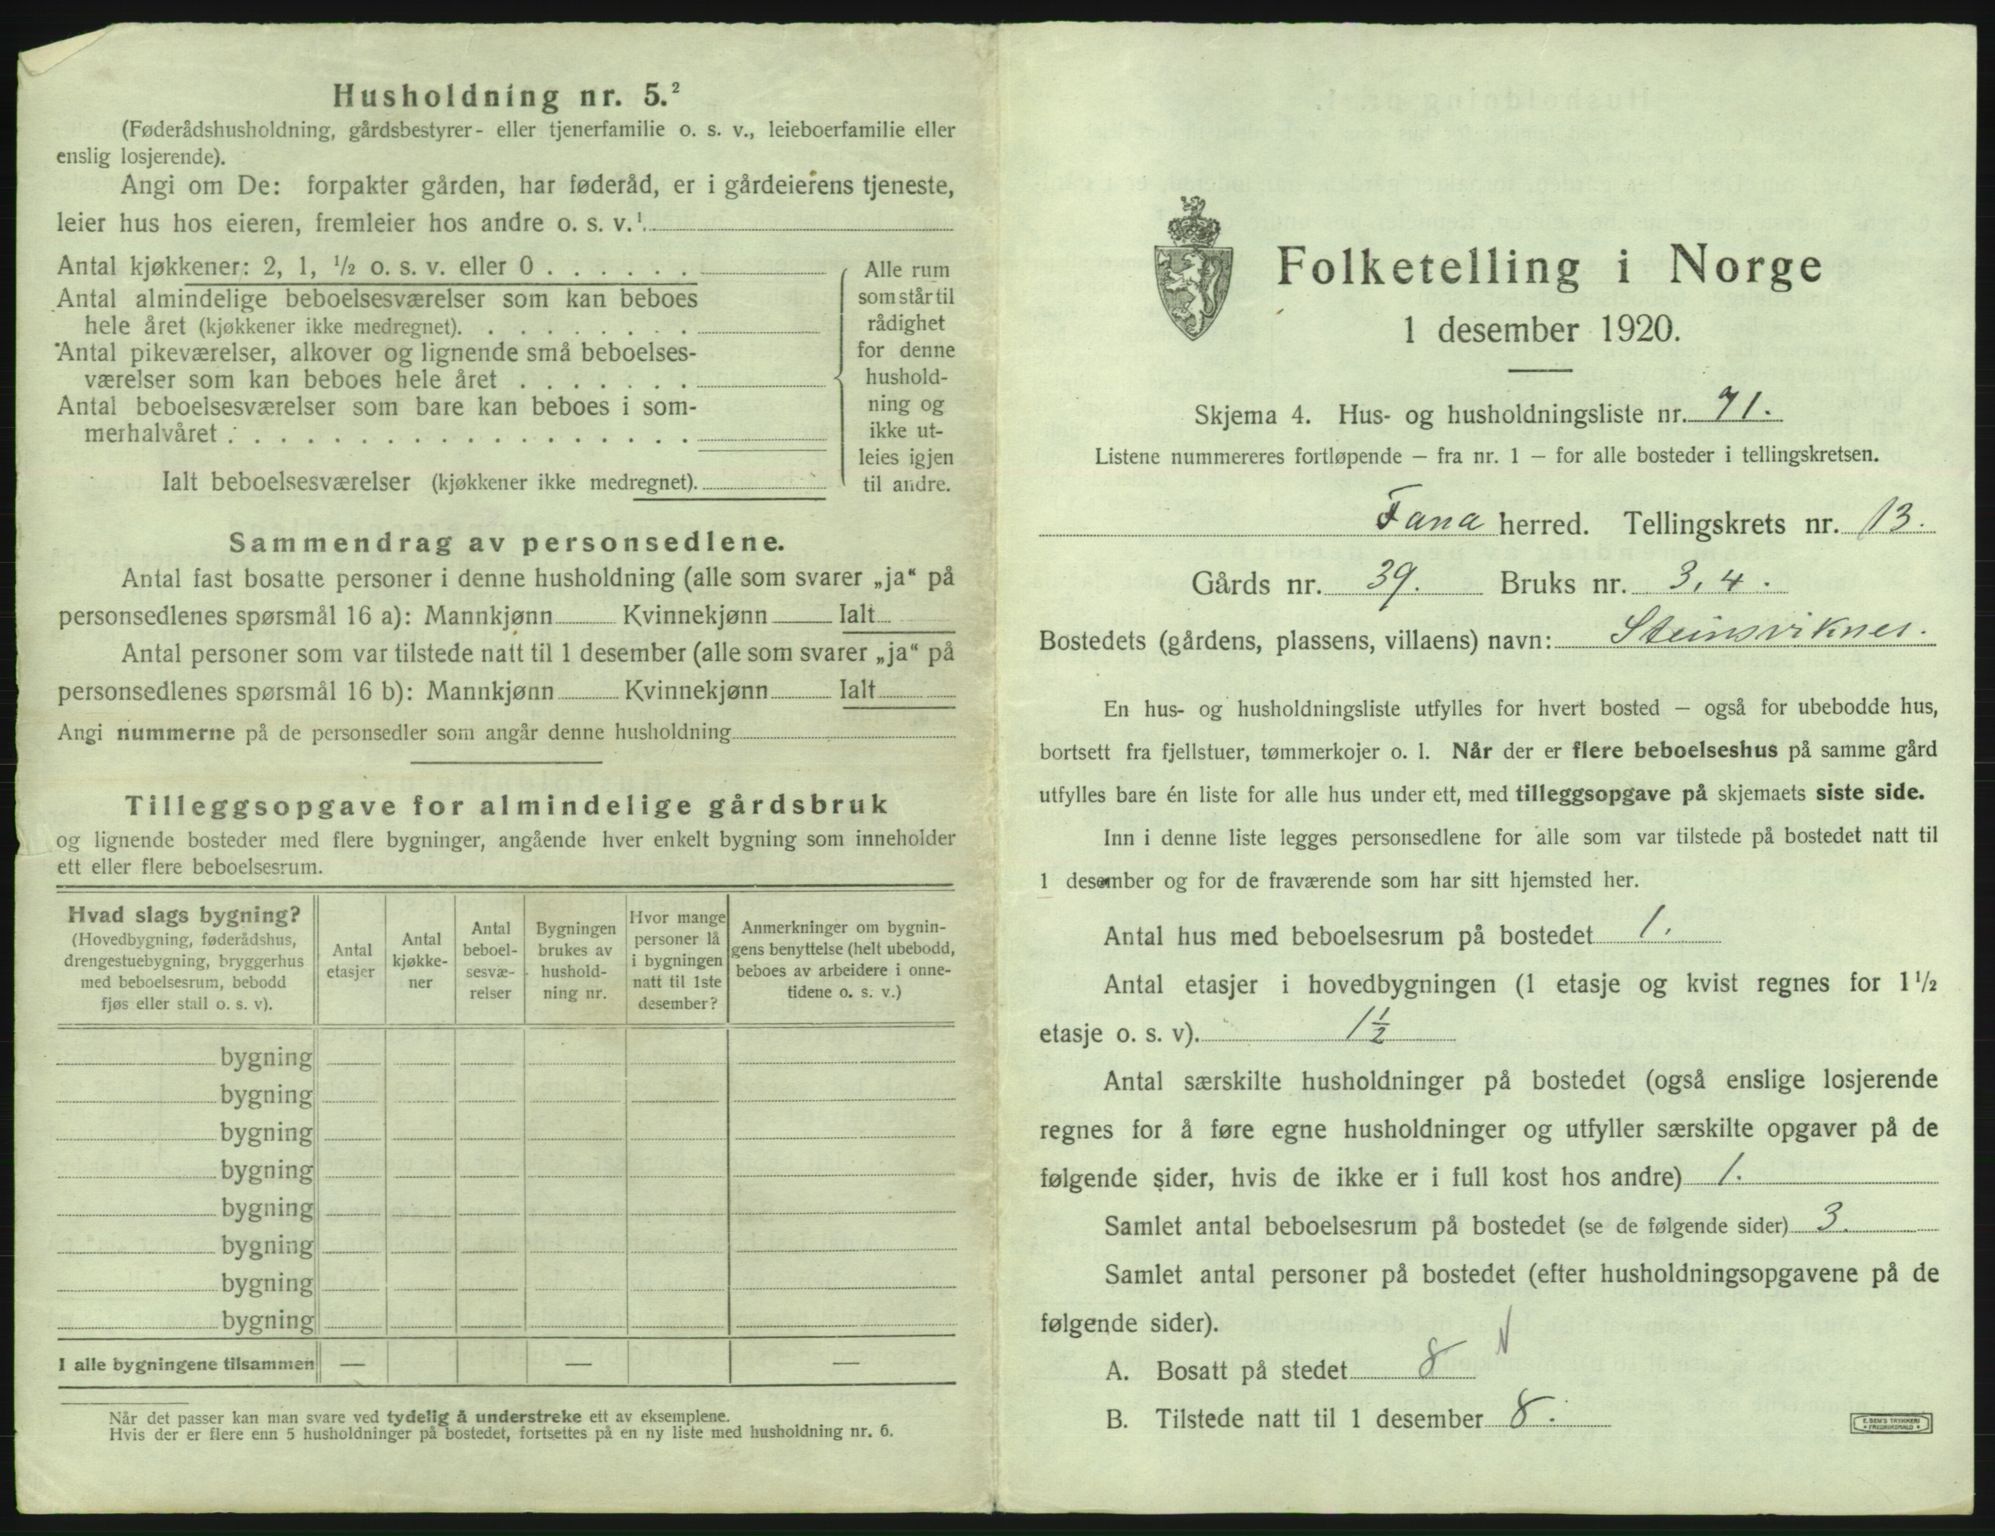 Husholdning nr. 5.²
(Føderådshusholdning, gårdsbestyrer- eller tjenerfamilie o. s. v., leieboerfamilie eller
enslig losjerende).
Angi om De: forpakter gården, har føderåd, er i gårdeierens tjeneste,
leier hus hos eieren, fremleier hos andre o. s. v.¹
Antal kjøkkener: 2, 1, ½ o. s. v. eller 0 . . . . . .
Antal almindelige beboelsesværelser som kan beboes
hele året (kjøkkener ikke medregnet). . . . . . . . .
Antal pikeværelser, alkover og lignende små beboelses-
værelser som kan beboes hele året . . . . . . .
Antal beboelsesværelser som bare kan beboes i som-
merhalvåret . . . . . . . . . . . . . . . . . .
Ialt beboelsesværelser (kjøkkener ikke medregnet).
Alle rum
som står til
rådighet
for denne
hushold-
ning og
ikke ut-
leies igjen
til andre.
Sammendrag av personsedlene.
Antal fast bosatte personer i denne husholdning (alle som svarer „ja“ på
personsedlenes spørsmål 16 a): Mannkjønn Kvinnekjønn Ialt
Antal personer som var tilstede natt til 1 desember (alle som svarer „ja“ på
personsedlenes spørsmål 16 b): Mannkjønn Kvinnekjønn Ialt
Angi nummerne på de personsedler som angår denne husholdning
Tilleggsopgave for almindelige gårdsbruk
og lignende bosteder med flere bygninger, angående hver enkelt bygning som inneholder
ett eller flere beboelsesrum.
Hvad slags bygning?
(Hovedbygning, føderådshus,
drengestuebygning, bryggerhus
med beboelsesrum, bebodd
fjøs eller stall o. s. v).
Antal
etasjer
Antal
kjøkke-
ner
Antal
beboel-
sesvæ-
relser
Bygningen
brukes av
hushold-
ning nr.
Hvor mange
personer lå
i bygningen
natt til 1ste
desember?
Anmerkninger om bygnin-
gens benyttelse (helt ubebodd,
beboes av arbeidere i onne-
tidene o. s. v.)
bygning
bygning
bygning
bygning
bygning
bygning
bygning
bygning
I alle bygningene tilsammen — — —
Når det passer kan man svare ved tydelig å understreke ett av eksemplene.
Hvis der er flere enn 5 husholdninger på bostedet, fortsettes på en ny liste med husholdning nr. 6.
Folketelling i Norge
1 desember 1920.
Skjema 4. Hus- og husholdningsliste nr. 71.
Listene nummereres fortløpende — fra nr. 1 — for alle bosteder i tellingskretsen.
Fana herred. Tellingskrets nr. 13.
Gårds nr. 39. Bruks nr. 3,4.
Bostedets (gårdens, plassens, villaens) navn: Steinsviknes.
En hus- og husholdningsliste utfylles for hvert bosted — også for ubebodde hus,
bortsett fra fjellstuer, tømmerkojer o. l. Når der er flere beboelseshus på samme gård
utfylles bare én liste for alle hus under ett, med tilleggsopgave på skjemaets siste side.
Inn i denne liste legges personsedlene for alle som var tilstede på bostedet natt til
1 desember og for de fraværende som har sitt hjemsted her.
Antal hus med beboelsesrum på bostedet 1.
Antal etasjer i hovedbygningen (1 etasje og kvist regnes for 1½
etasje o. s. v). 1½
Antal særskilte husholdninger på bostedet (også enslige losjerende
regnes for å føre egne husholdninger og utfyller særskilte opgaver på de
følgende sider, hvis de ikke er i full kost hos andre) 1.
Samlet antal beboelsesrum på bostedet (se de følgende sider) 3.
Samlet antal personer på bostedet (efter husholdningsopgavene på de
følgende sider).
A. Bosatt på stedet 8
B. Tilstede natt til 1 desember 8.
E. SEM'S TRYKKERI
FREDRIKSHALD